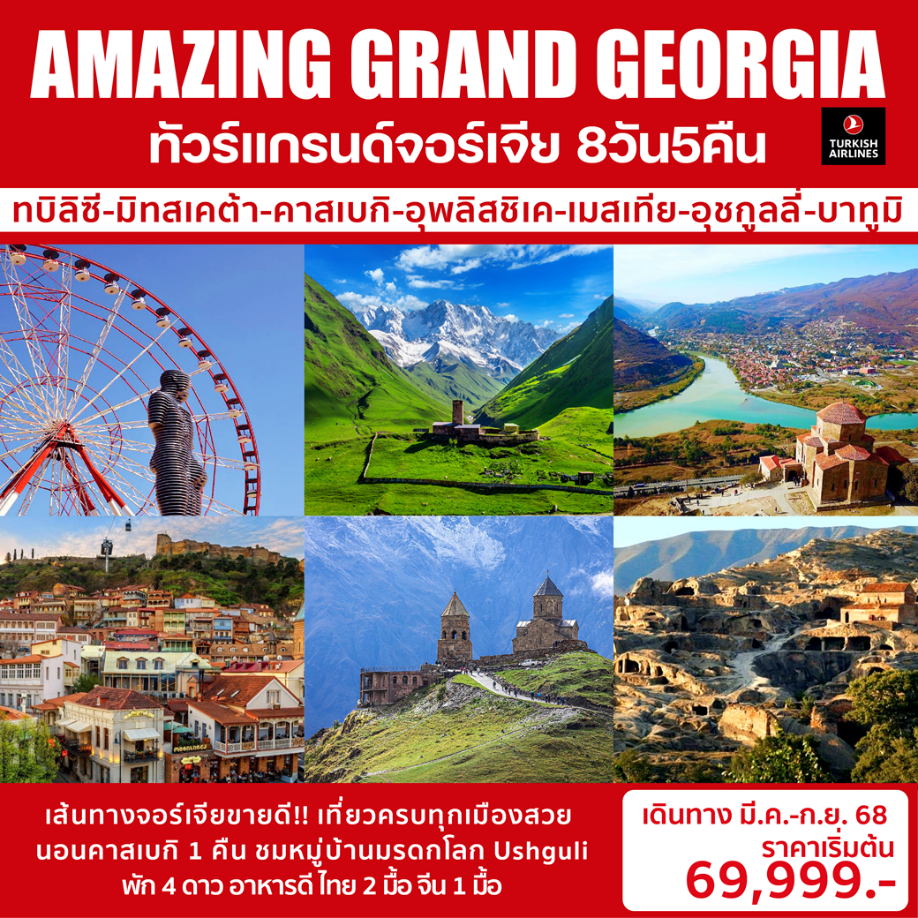 AMAZING GRAND GEORGIA
ทัวร์แกรนด์จอร์เจีย 8วัน5คืน
TURKISH
AIRLINES
ทบิลิซี-มิทสเคต้า-คาสเบกิ-อุพลิสชิเค-เมสเทีย-อุชกูลลี่-บาทูมิ
เส้นทางจอร์เจียขายดี!! เที่ยวครบทุกเมืองสวย
นอนคาสเบกิ 1 คืน ชมหมู่บ้านมรดกโลก Ushguli
พัก 4 ดาว อาหารดี ไทย 2 มื้อ จีน 1 มื้อ
เดินทาง มี.ค.-ก.ย. 68
ราคาเริ่มต้น
69,999.-